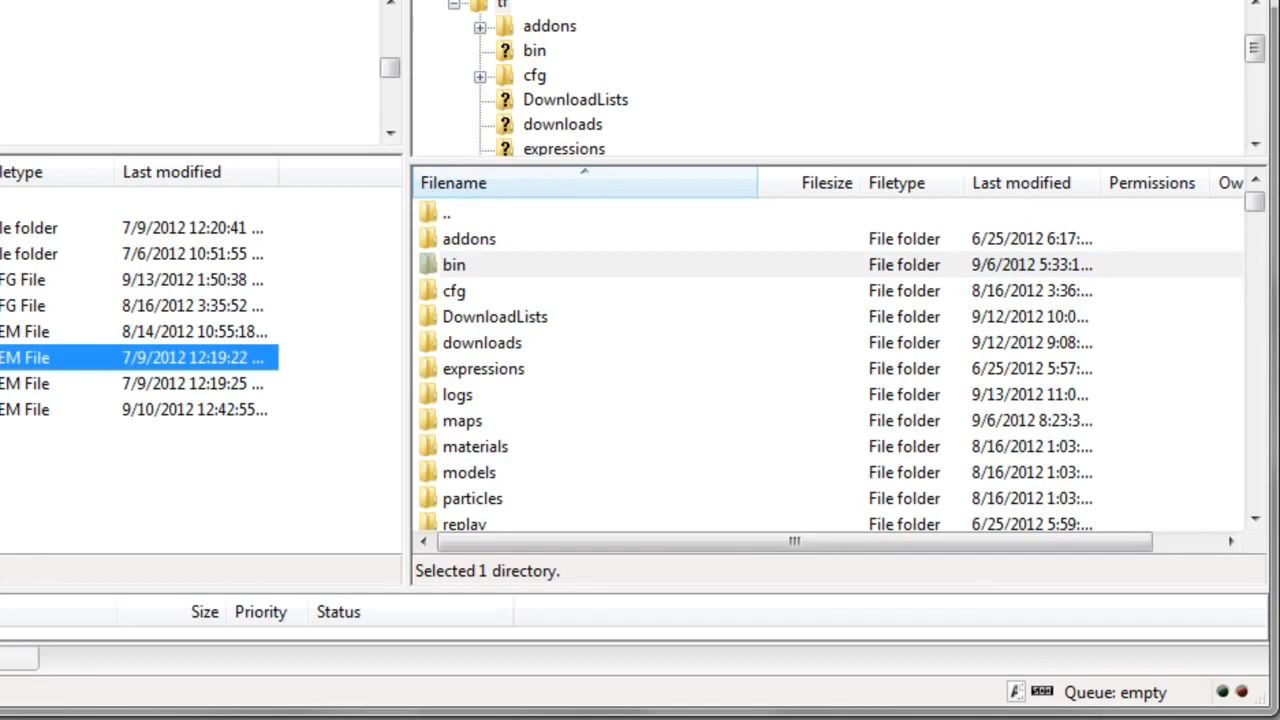 tf
addons
bin
cfg
DownloadLists
downloads
expressions
letype Last modified
le folder 7/9/2012 12:20:41 ...
le folder 7/6/2012 10:51:55 ...
FG File 9/13/2012 1:50:38 ...
FG File 8/16/2012 3:35:52 ...
EM File 8/14/2012 10:55:18...
EM File 7/9/2012 12:19:22 ...
EM File 7/9/2012 12:19:25 ...
EM File 9/10/2012 12:42:55...
Filename Filesize Filetype Last modified Permissions Ow
..
addons File folder 6/25/2012 6:17:...
bin File folder 9/6/2012 5:33:1...
cfg File folder 8/16/2012 3:36:...
DownloadLists File folder 9/12/2012 10:0...
downloads File folder 9/12/2012 9:08:...
expressions File folder 6/25/2012 5:57:...
logs File folder 9/13/2012 11:0...
maps File folder 9/6/2012 8:23:3...
materials File folder 8/16/2012 1:03:...
models File folder 8/16/2012 1:03:...
particles File folder 8/16/2012 1:03:...
replay File folder 6/25/2012 5:59:...
Selected 1 directory.
Size Priority Status
Queue: empty